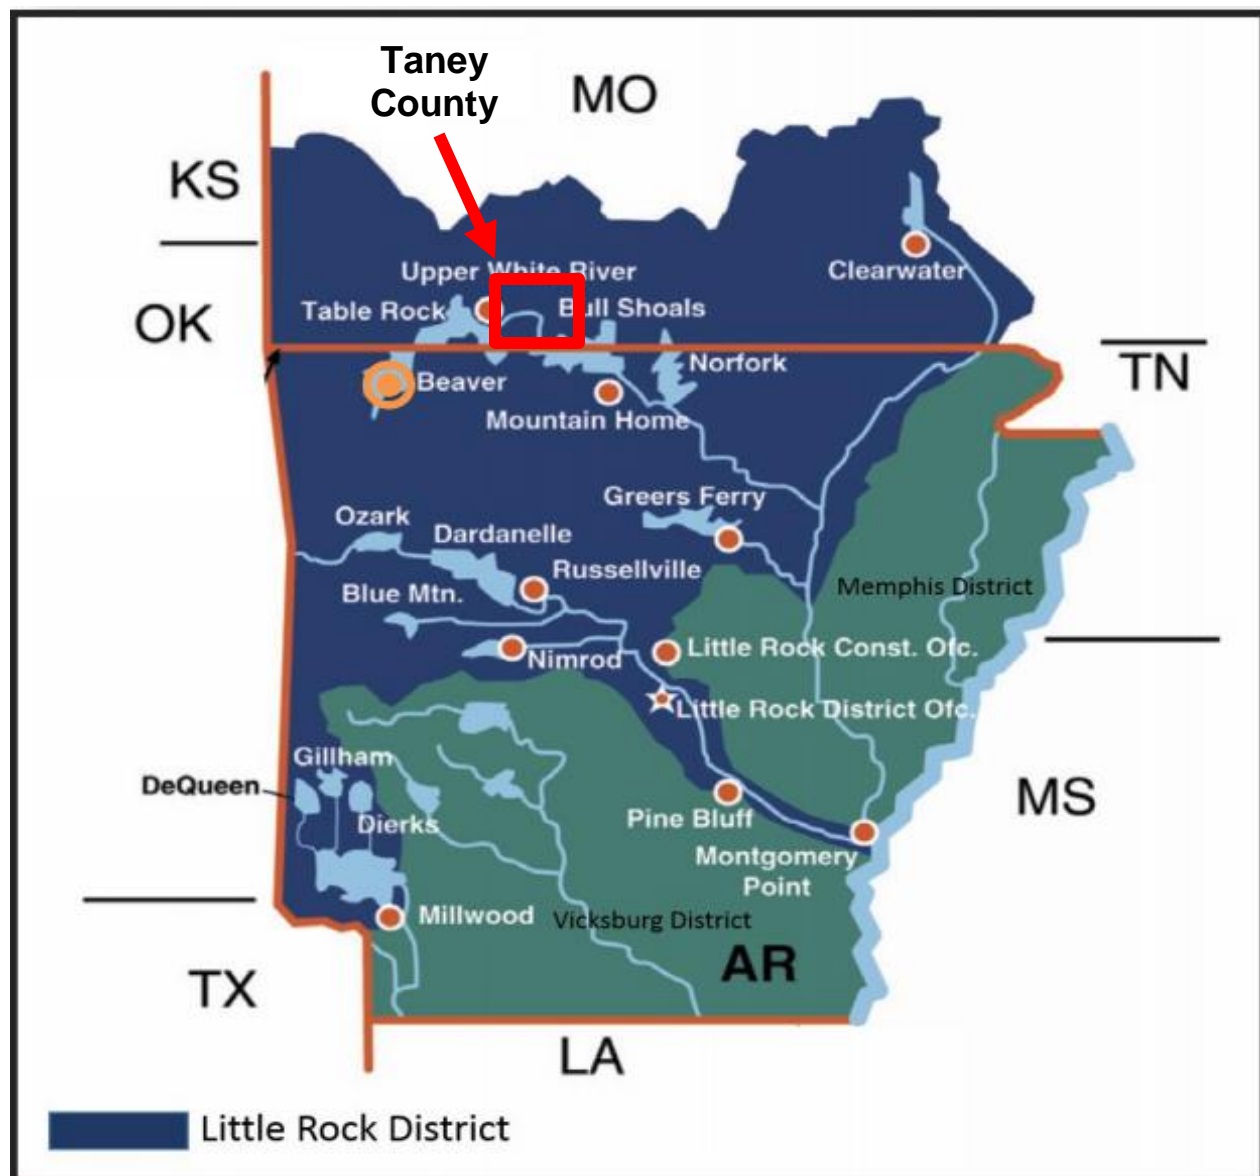 Taney
County
MO
KS
OK
Upper White River
Clearwater
Table Rock
Bull Shoals
TN
Norfork
Beaver
Mountain Home
Greers Ferry
Ozark
Dardanelle
Russellville
Memphis District
Blue Mtn.
Little Rock Const. Ofc.
Nimrod
Little Rock District Ofc.
Gillham
DeQueen
MS
Dierks
Pine Bluff
Montgomery
Point
Millwood
Vicksburg District
AR
TX
LA
Little Rock District